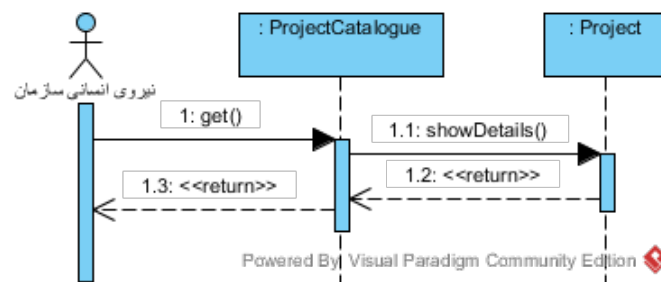 : ProjectCatalogue
: Project
نیروی انسانی سازمان
1: get()
1.1: showDetails()
1.2: <<return>>
1.3: <<return>>
Powered By Visual Paradigm Community Edition